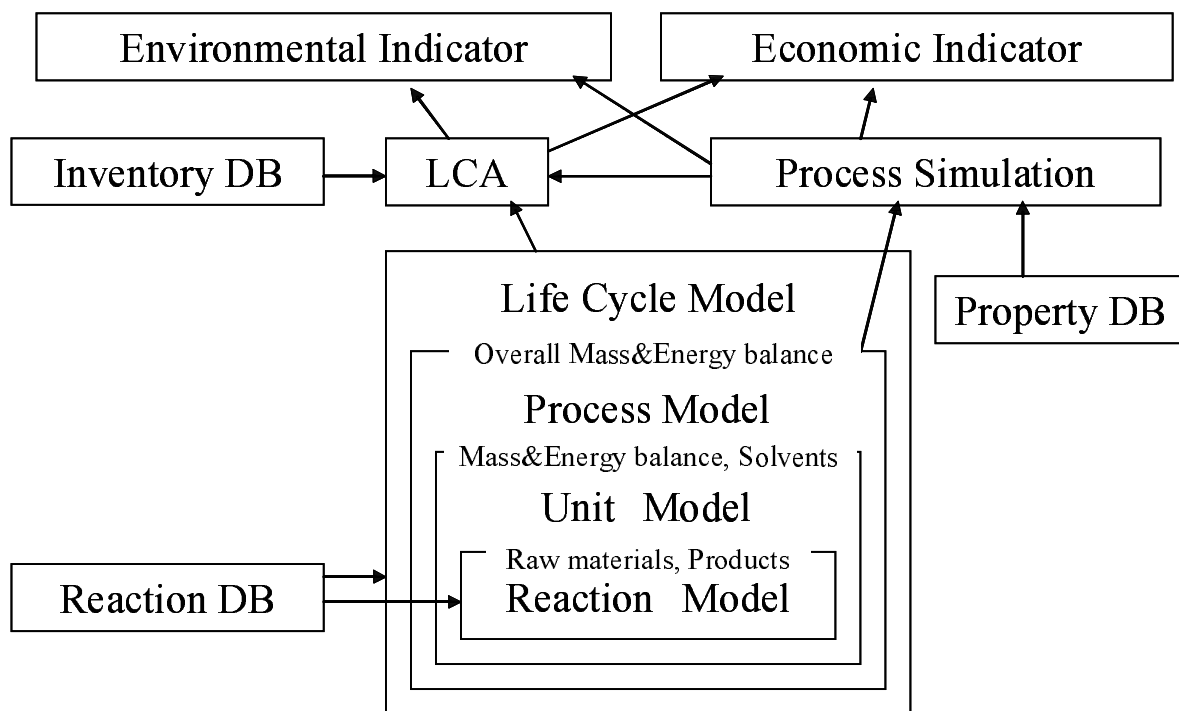 Environmental Indicator
Economic Indicator
Inventory DB
LCA
Process Simulation
Life Cycle Model
Property DB
Overall Mass&Energy balance
Process Model
Mass&Energy balance, Solvents
Unit Model
Raw materials, Products
Reaction DB
Reaction Model